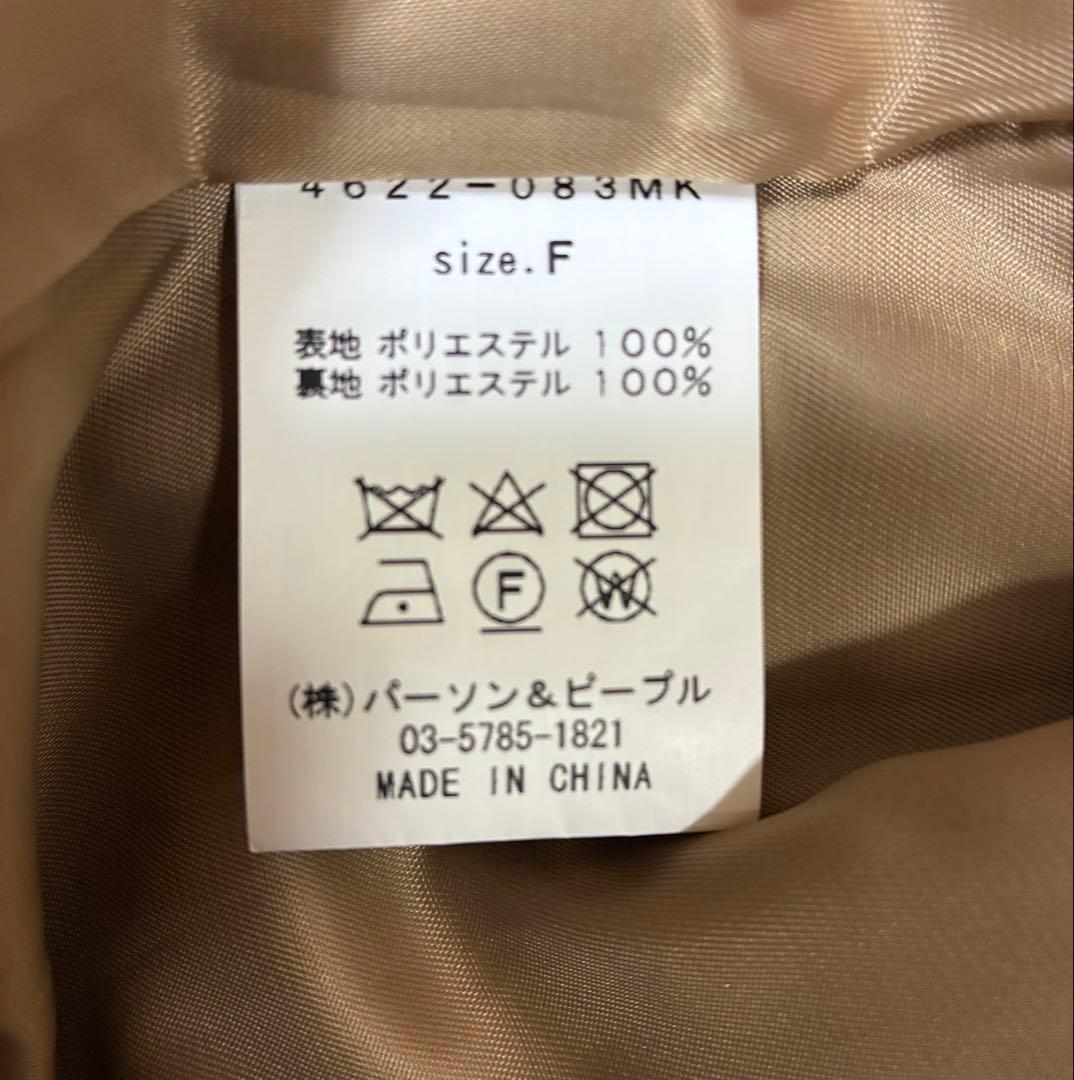 4622-083MK
size.F
表地 ポリエステル 100%
裏地 ポリエステル 100%
F
W
(株)パーソン&ピープル
03-5785-1821
MADE IN CHINA